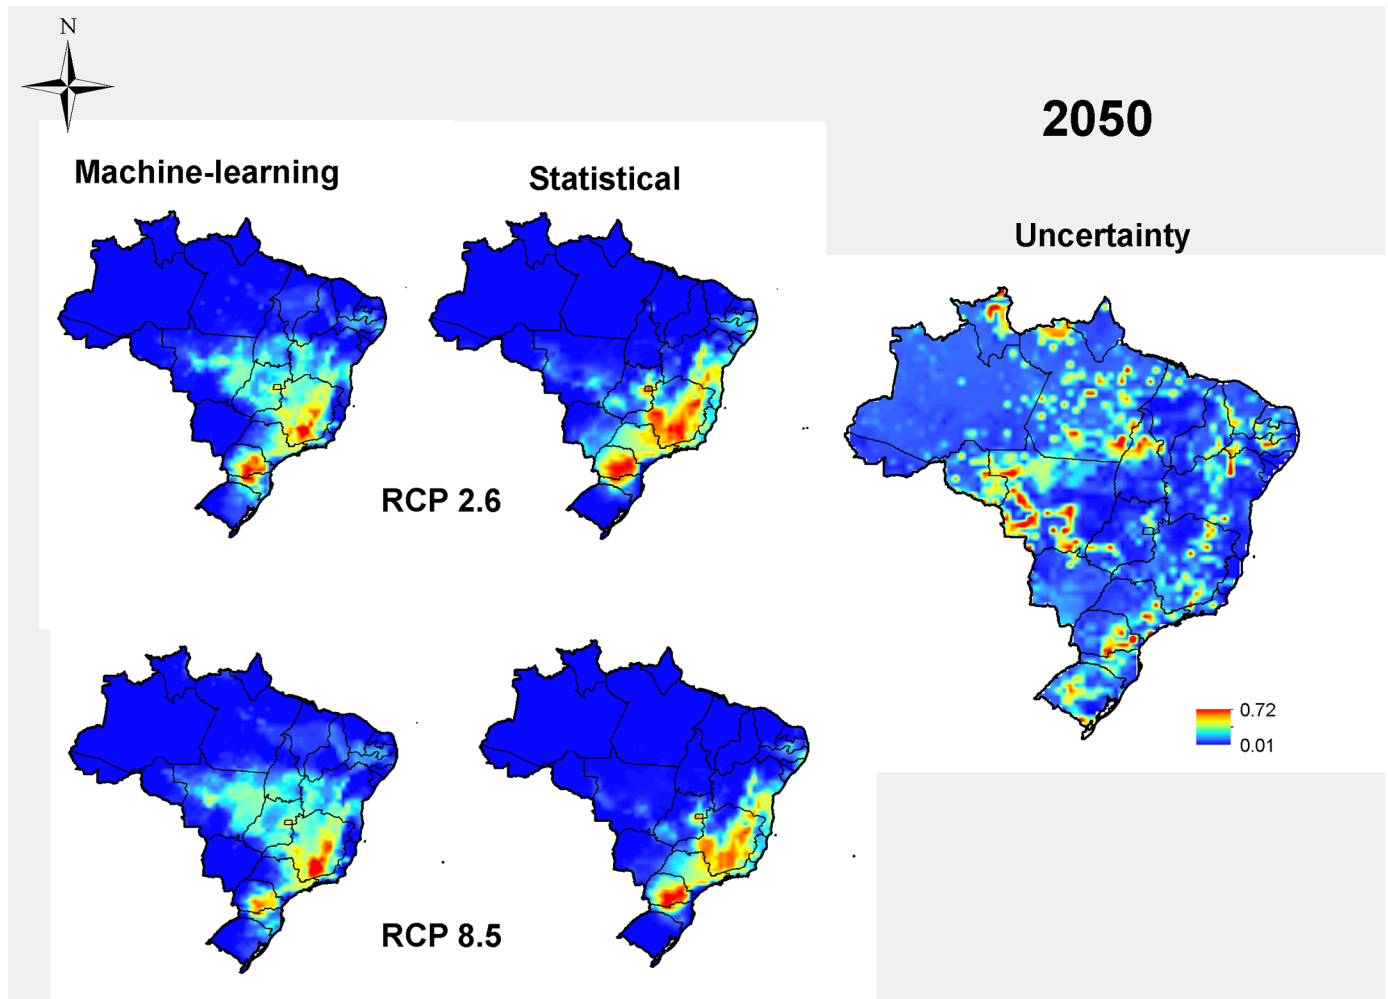 N
2050
Machine-learning
Statistical
Uncertainty
RCP 2.6
0.72
0.01
RCP 8.5